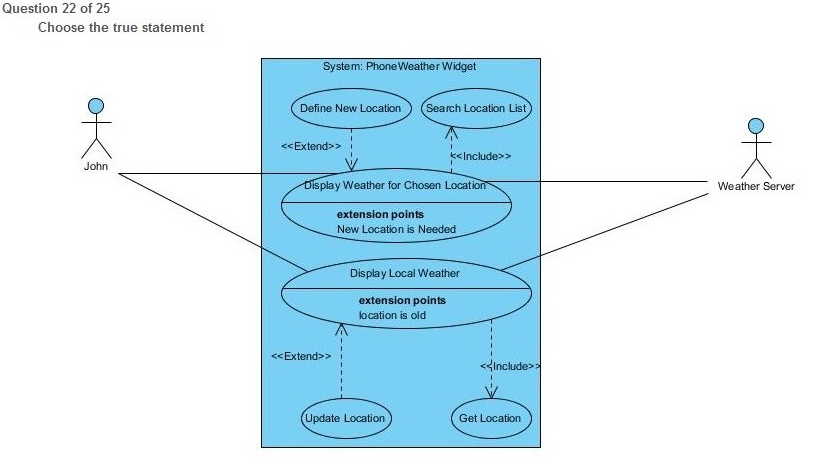 Question 22 of 25
Choose the true statement
System: PhoneWeather Widget
Define New Location
Search Location List
<<Extend>>
<<Include>>
John
Weather Server
Display Weather for Chosen Location
extension points
New Location is Needed
Display Local Weather
extension points
location is old
<<Extend>>
<<Include>>
Update Location
Get Location